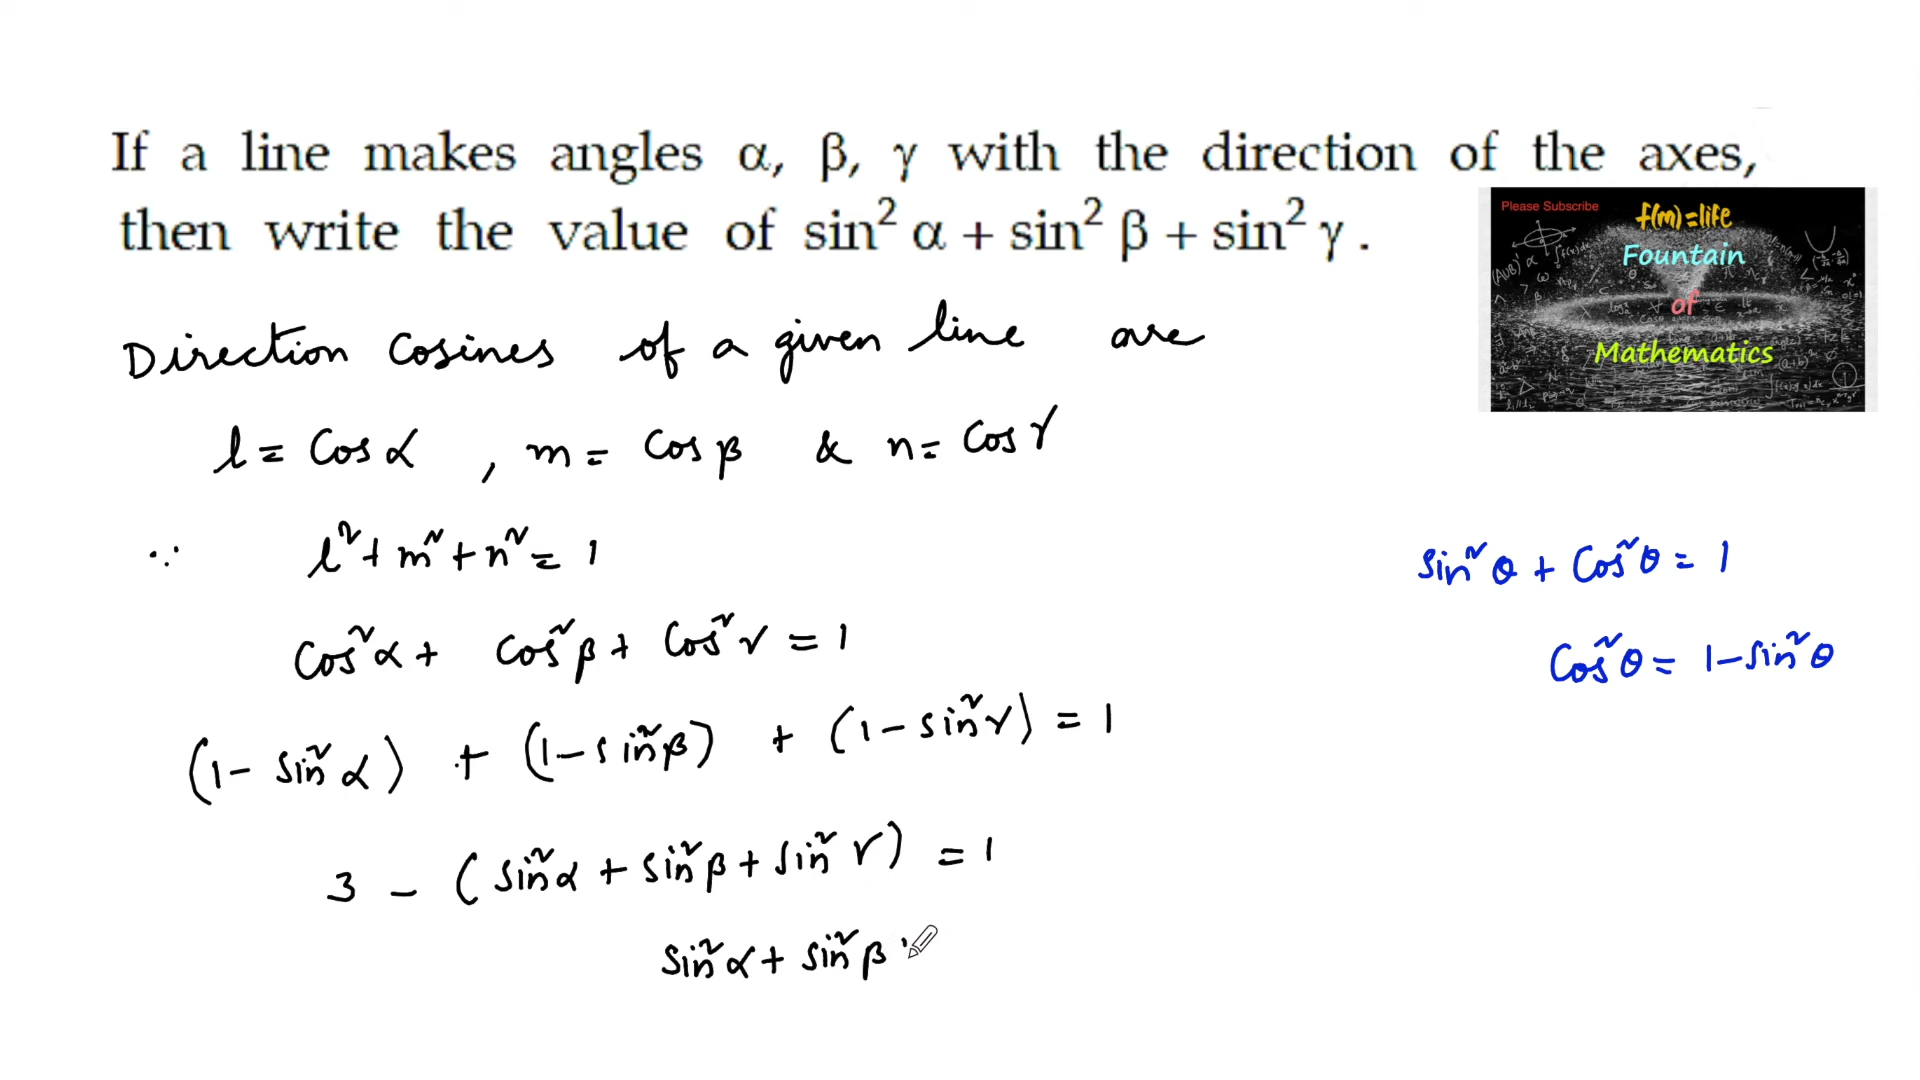 If a line makes angles α, β, γ with the direction of the axes,
then write the value of sin² α + sin² β + sin² γ .
Please Subscribe
f(m)=life
Fountain
of
Mathematics
Direction Cosines of a given line are
l = Cos α , m = Cos β & n = Cos γ
∵ l² + m² + n² = 1
Cos² α + Cos² β + Cos² γ = 1
(1 - sin² α) + (1 - sin² β) + (1 - sin² γ) = 1
3 - (sin² α + sin² β + sin² γ) = 1
sin² α + sin² β
sin² θ + Cos² θ = 1
Cos² θ = 1 - sin² θ